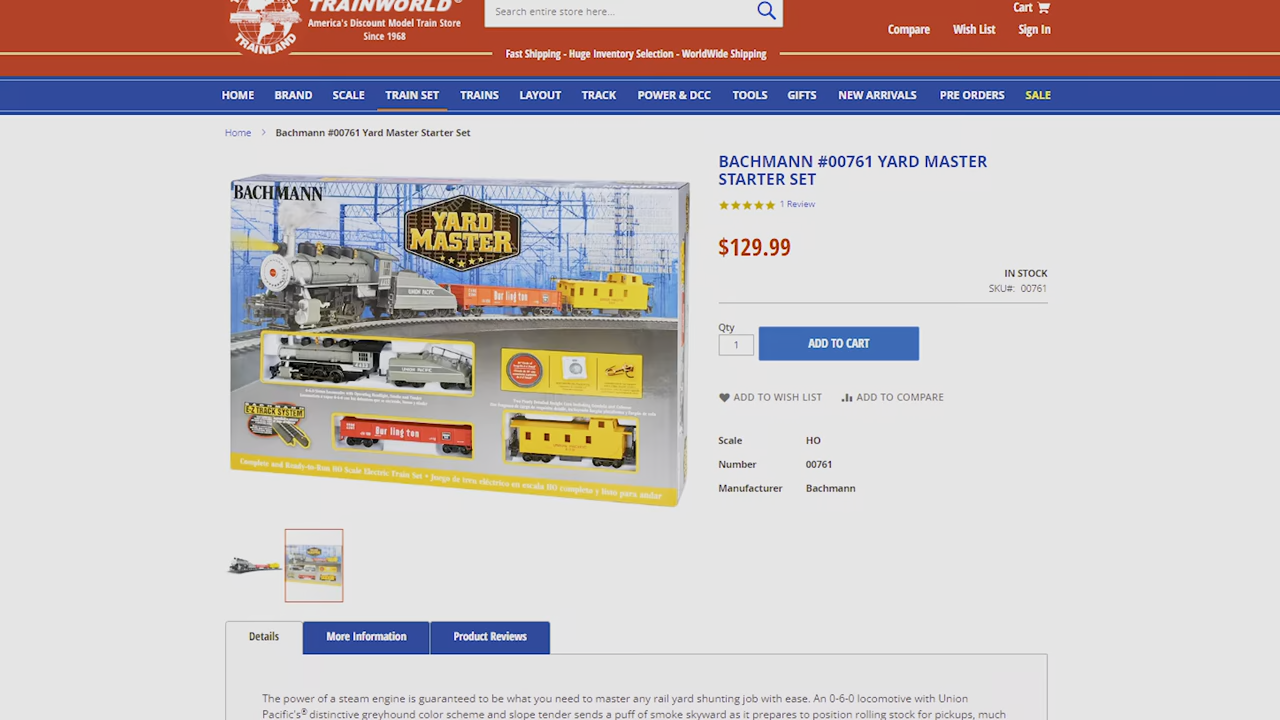 TRAINWORLD®
America's Discount Model Train Store
Since 1968
TRAINLAND
Search entire store here...
Cart
Compare
Wish List
Sign In
Fast Shipping - Huge Inventory Selection - WorldWide Shipping
HOME
BRAND
SCALE
TRAIN SET
TRAINS
LAYOUT
TRACK
POWER & DCC
TOOLS
GIFTS
NEW ARRIVALS
PRE ORDERS
SALE
Home > Bachmann #00761 Yard Master Starter Set
BACHMANN
YARD
MASTER
UNION PACIFIC
Burlington
UNION PACIFIC
E-Z TRACK SYSTEM
Burlington
Complete and Ready-to-Run HO Scale Electric Train Set • Juego de tren eléctrico en escala HO completo y listo para andar
BACHMANN #00761 YARD MASTER
STARTER SET
1 Review
$129.99
IN STOCK
SKU#: 00761
Qty
1
ADD TO CART
ADD TO WISH LIST
ADD TO COMPARE
Scale HO
Number 00761
Manufacturer Bachmann
Details
More Information
Product Reviews
The power of a steam engine is guaranteed to be what you need to master any rail yard shunting job with ease. An 0-6-0 locomotive with Union
Pacific's® distinctive greyhound color scheme and slope tender sends a puff of smoke skyward as it prepares to position rolling stock for pickups, much